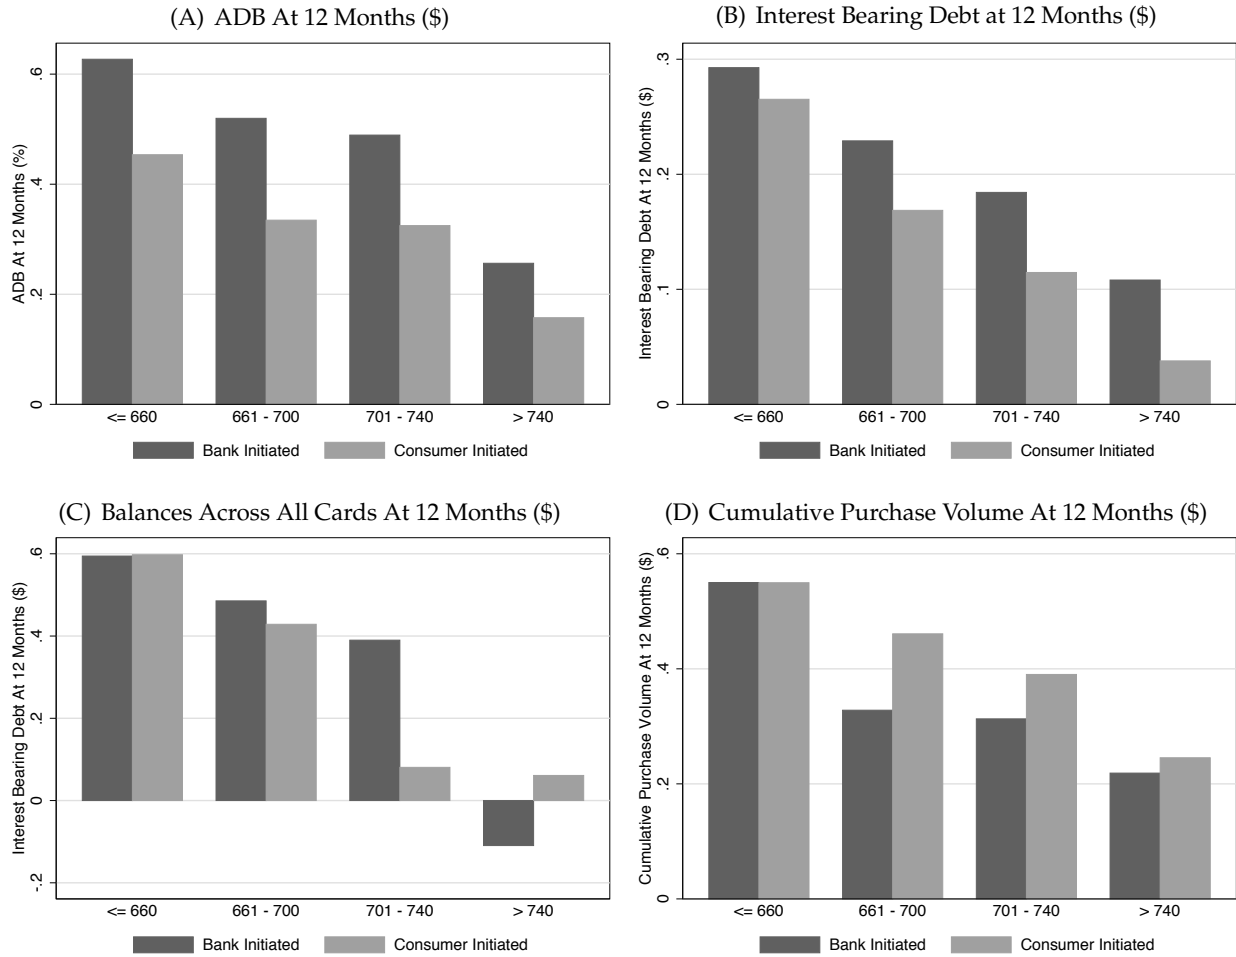 (A) ADB At 12 Months ($)
ADB At 12 Months (%)
.6
.4
.2
0
<= 660
661 - 700
701 - 740
> 740
Bank Initiated
Consumer Initiated
(B) Interest Bearing Debt at 12 Months ($)
Interest Bearing Debt At 12 Months ($)
.3
.2
.1
0
<= 660
661 - 700
701 - 740
> 740
Bank Initiated
Consumer Initiated
(C) Balances Across All Cards At 12 Months ($)
Interest Bearing Debt At 12 Months ($)
.6
.4
.2
0
-.2
<= 660
661 - 700
701 - 740
> 740
Bank Initiated
Consumer Initiated
(D) Cumulative Purchase Volume At 12 Months ($)
Cumulative Purchase Volume At 12 Months ($)
.6
.4
.2
0
<= 660
661 - 700
701 - 740
> 740
Bank Initiated
Consumer Initiated